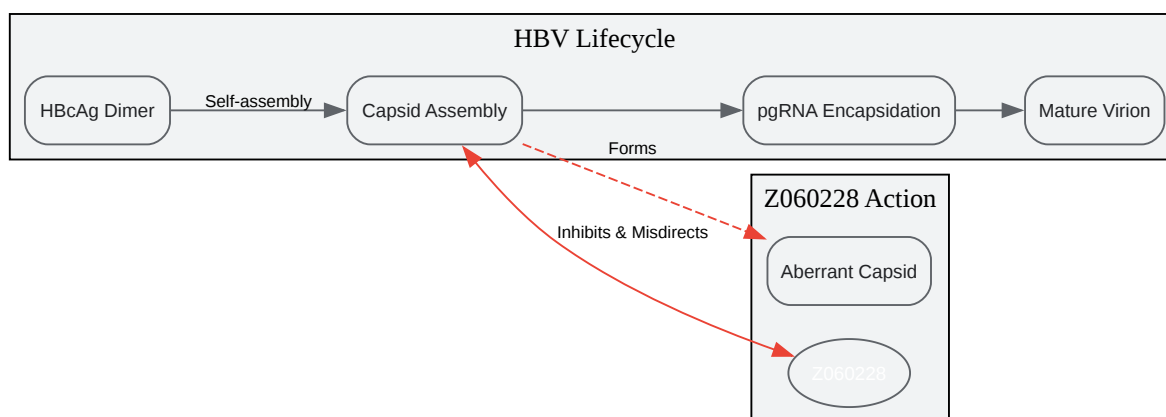 HBV Lifecycle
HBcAg Dimer
Self-assembly
Capsid Assembly
pgRNA Encapsidation
Mature Virion
Forms
Z060228 Action
Inhibits & Misdirects
Aberrant Capsid
Z060228